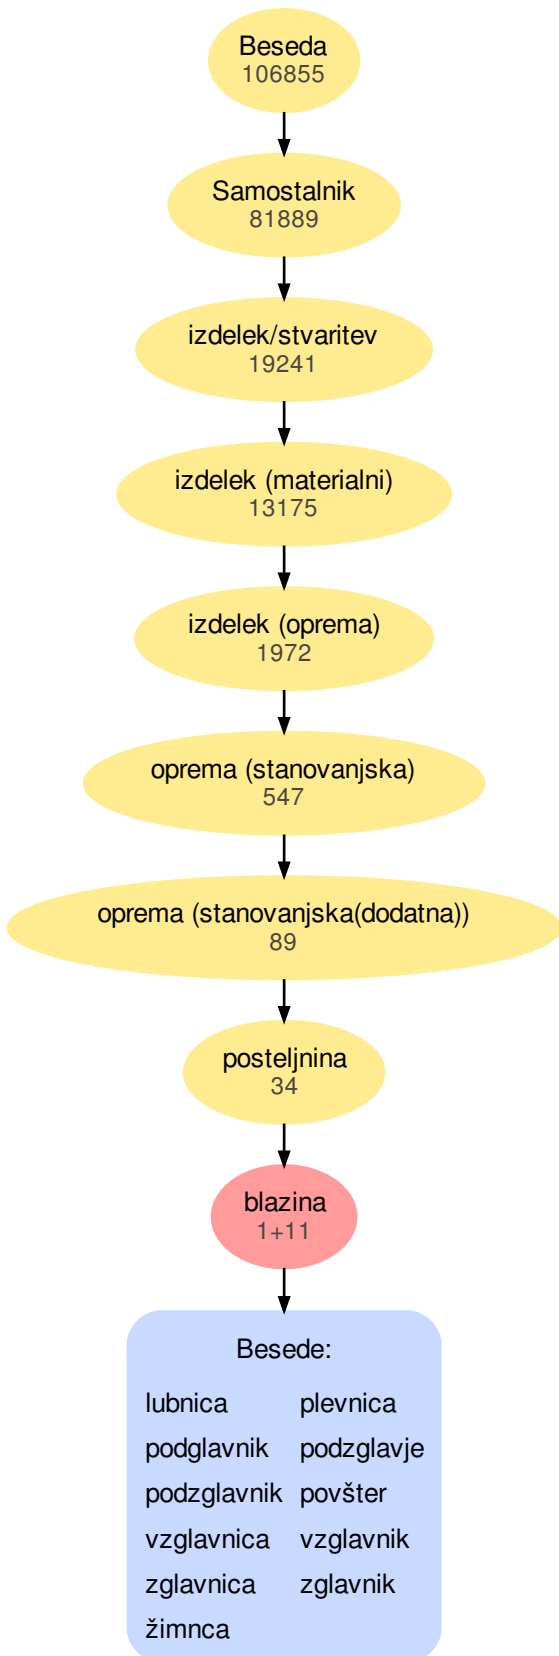 Beseda
106855
Samostalnik
81889
izdelek/stvaritev
19241
izdelek (materialni)
13175
izdelek (oprema)
1972
oprema (stanovanjska)
547
oprema (stanovanjska(dodatna))
89
posteljnina
34
blazina
1+11
Besede:
lubnica plevnica
podglavnik podzglavje
podzglavnik povšter
vzglavnica vzglavnik
zglavnica zglavnik
žimnca